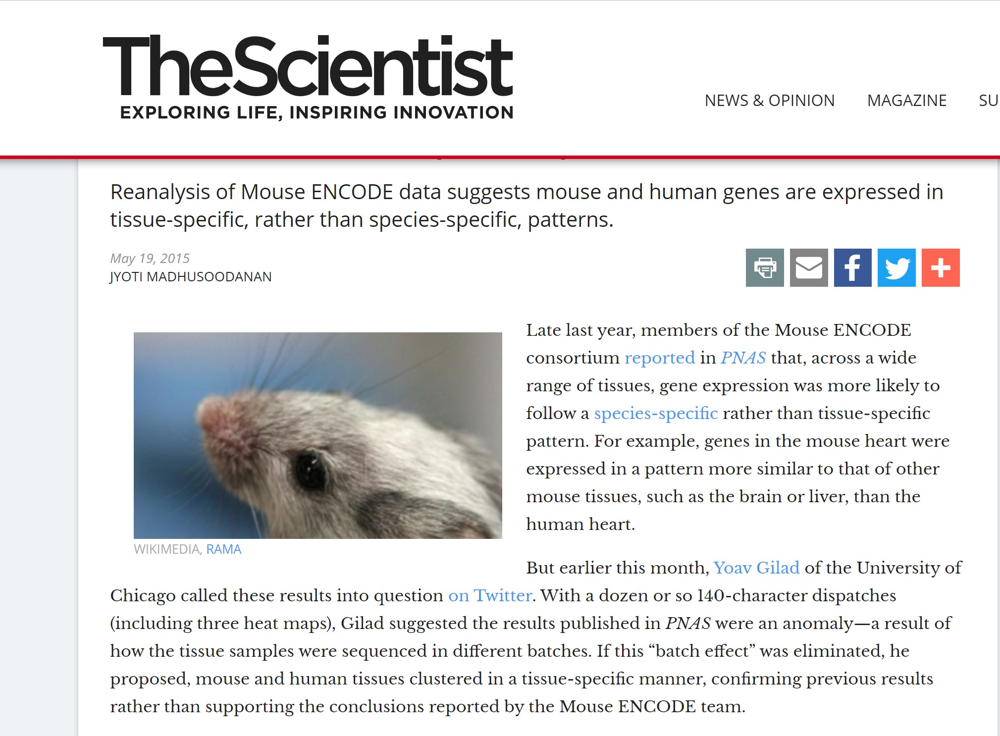 TheScientist
EXPLORING LIFE, INSPIRING INNOVATION
NEWS & OPINION MAGAZINE SU
Reanalysis of Mouse ENCODE data suggests mouse and human genes are expressed in
tissue-specific, rather than species-specific, patterns.
May 19, 2015
JYOTI MADHUSOODANAN
Late last year, members of the Mouse ENCODE
consortium reported in PNAS that, across a wide
range of tissues, gene expression was more likely to
follow a species-specific rather than tissue-specific
pattern. For example, genes in the mouse heart were
expressed in a pattern more similar to that of other
mouse tissues, such as the brain or liver, than the
human heart.
WIKIMEDIA, RAMA
But earlier this month, Yoav Gilad of the University of
Chicago called these results into question on Twitter. With a dozen or so 140-character dispatches
(including three heat maps), Gilad suggested the results published in PNAS were an anomaly—a result of
how the tissue samples were sequenced in different batches. If this “batch effect” was eliminated, he
proposed, mouse and human tissues clustered in a tissue-specific manner, confirming previous results
rather than supporting the conclusions reported by the Mouse ENCODE team.